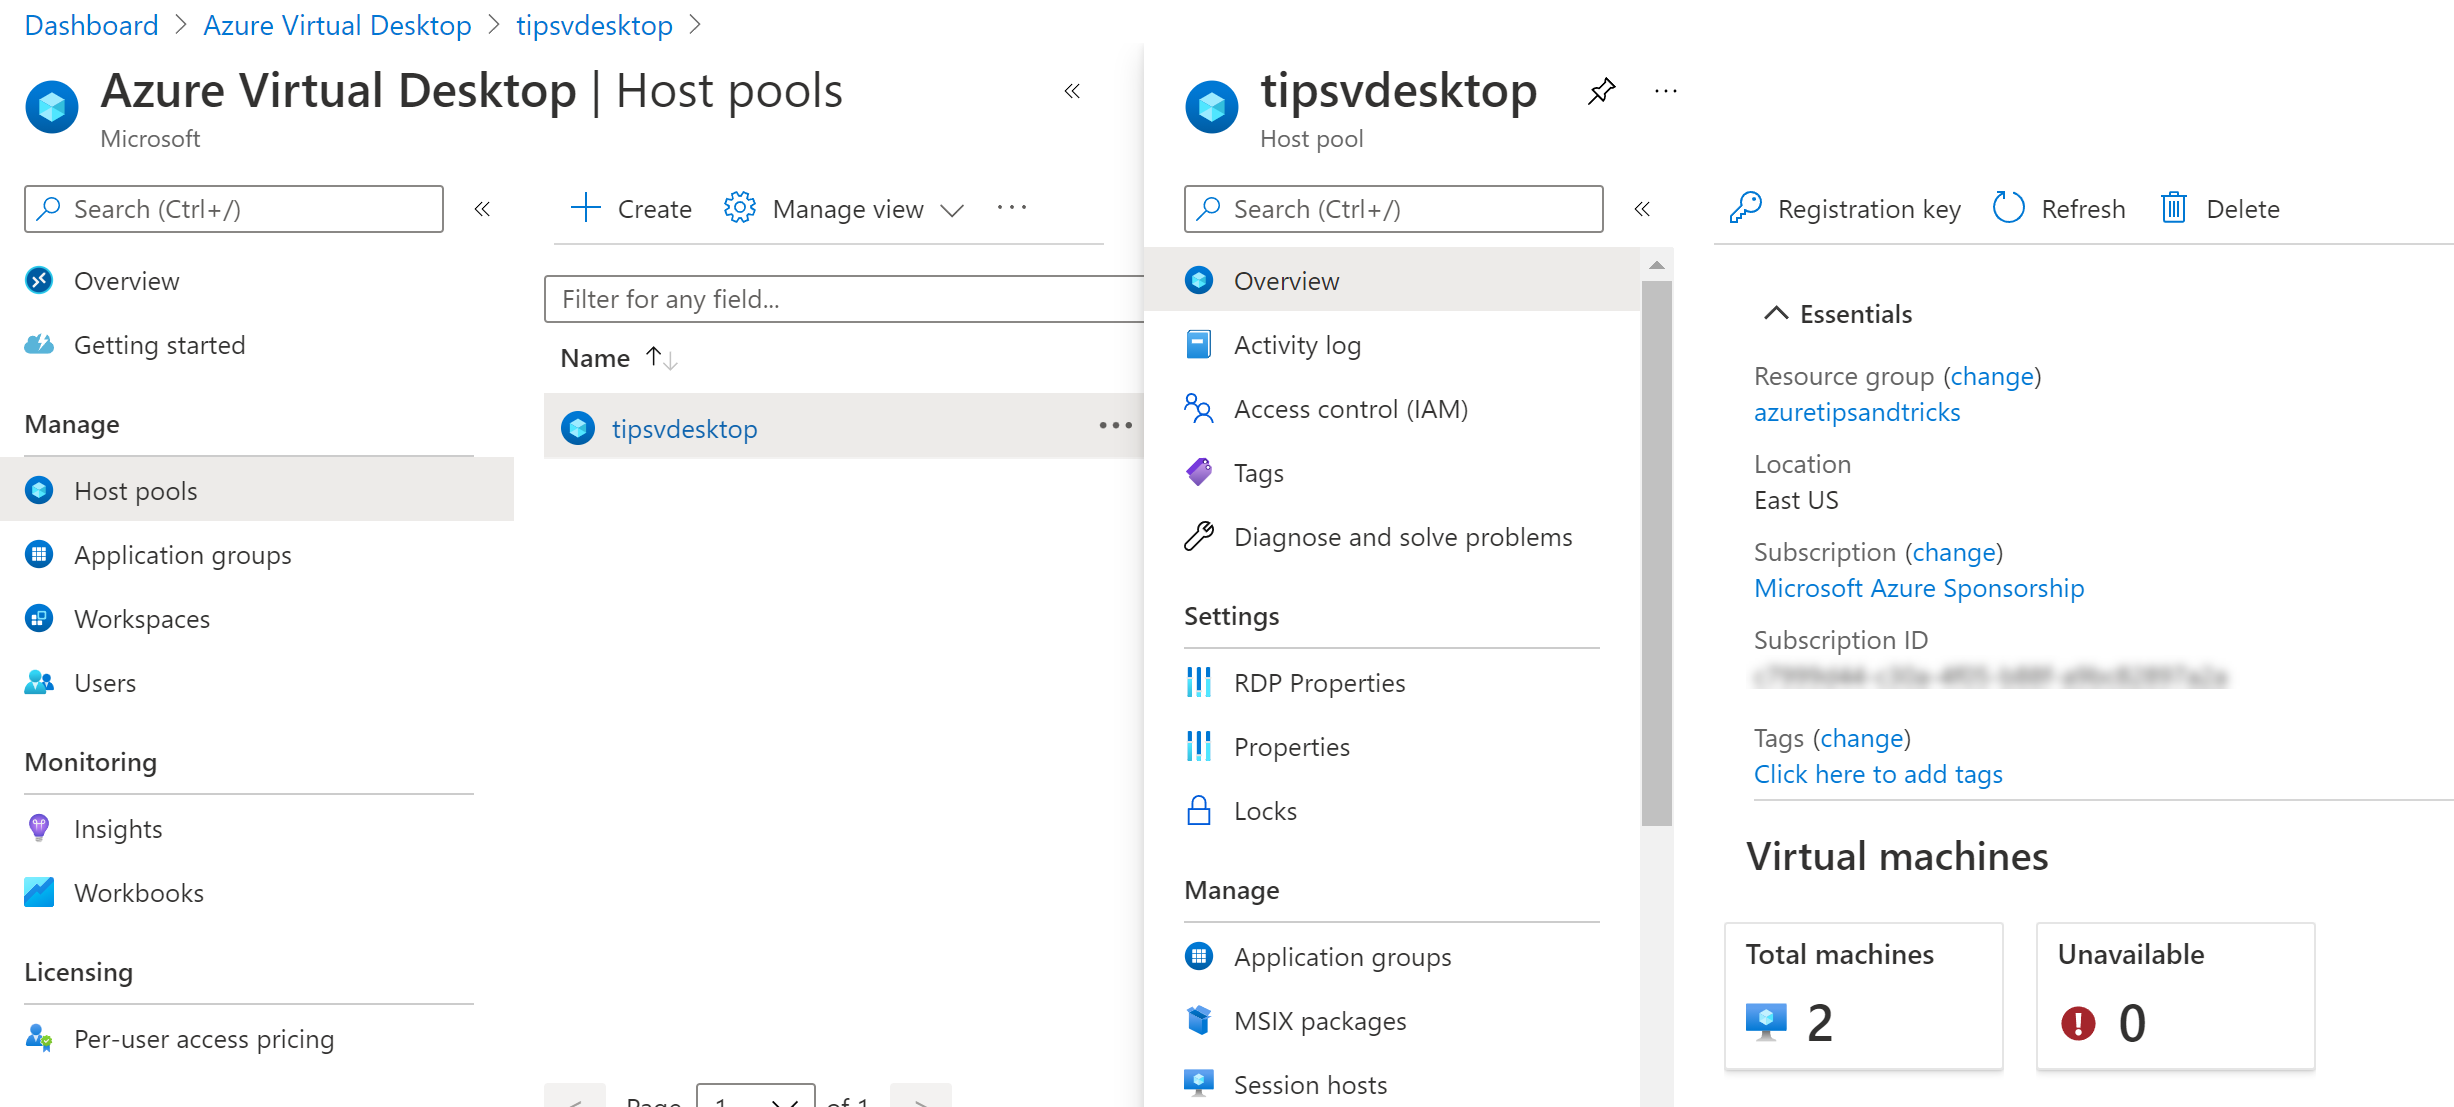 Dashboard > Azure Virtual Desktop > tipsvdesktop >
Azure Virtual Desktop | Host pools
Microsoft
Search (Ctrl+/)
Overview
Getting started
Manage
Host pools
Application groups
Workspaces
Users
Monitoring
Insights
Workbooks
Licensing
Per-user access pricing
Create
Manage view
Filter for any field...
Name
tipsvdesktop
Page 1 of 1
tipsvdesktop
Host pool
Search (Ctrl+/)
Overview
Activity log
Access control (IAM)
Tags
Diagnose and solve problems
Settings
RDP Properties
Properties
Locks
Manage
Application groups
MSIX packages
Session hosts
Registration key
Refresh
Delete
Essentials
Resource group (change)
azuretipsandtricks
Location
East US
Subscription (change)
Microsoft Azure Sponsorship
Subscription ID
Tags (change)
Click here to add tags
Virtual machines
Total machines
2
Unavailable
0